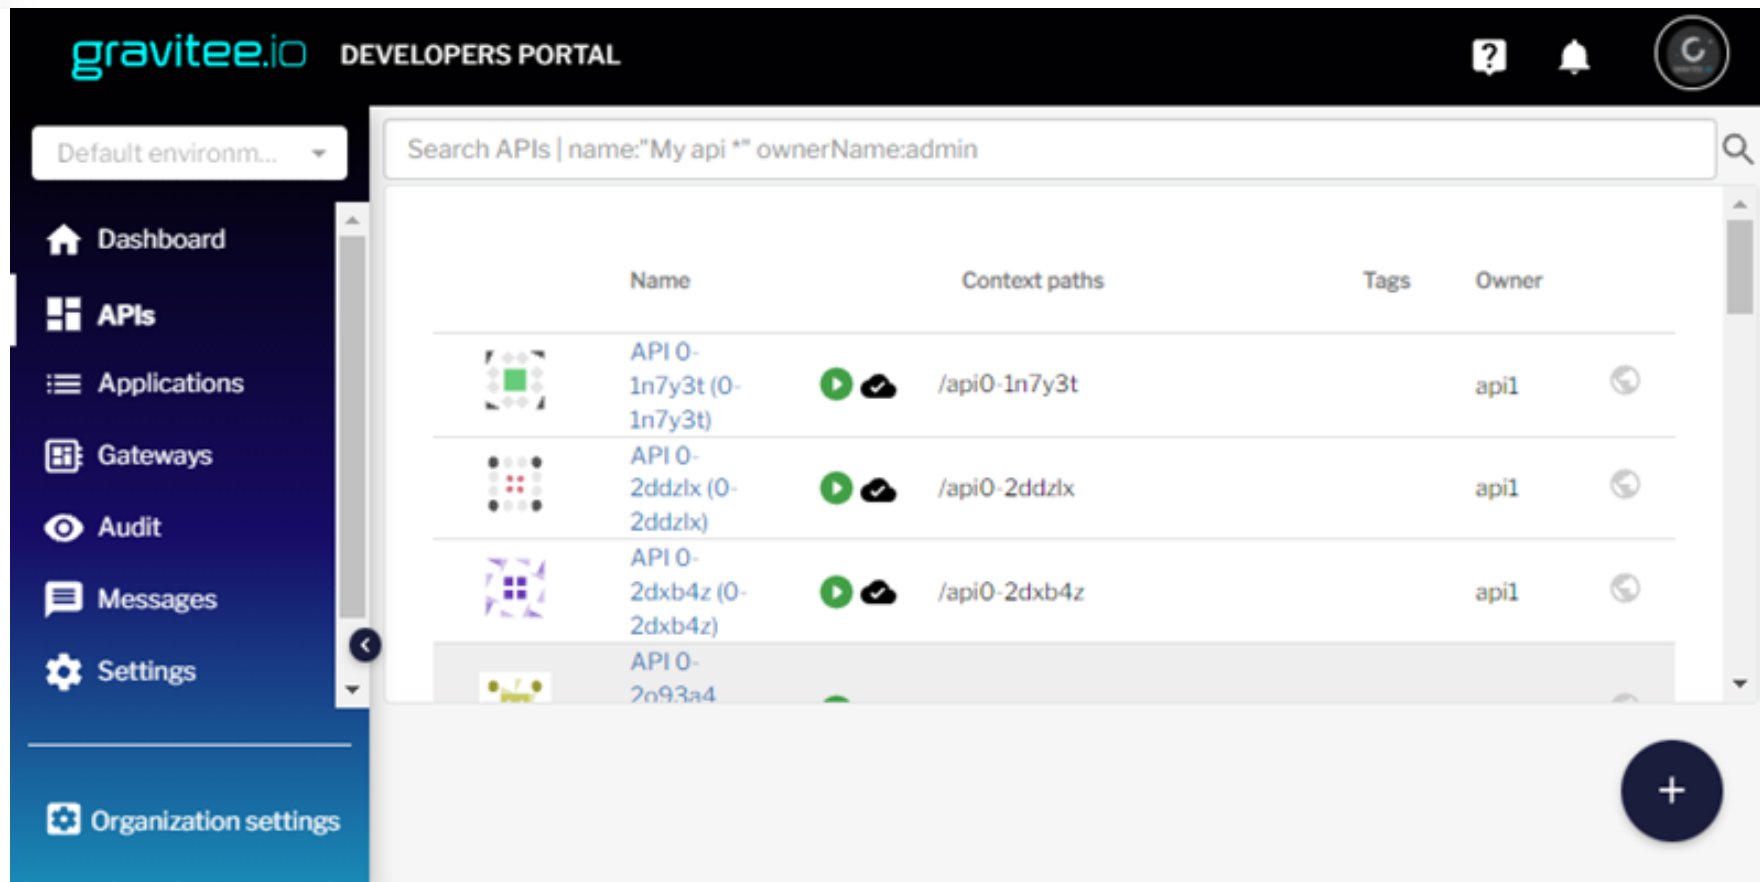 gravitee.io DEVELOPERS PORTAL
Default environm...
Search APIs | name:"My api *" ownerName:admin
Dashboard
APIs
Applications
Gateways
Audit
Messages
Settings
Organization settings
Name Context paths Tags Owner
API 0-
1n7y3t (0-
1n7y3t)
/api0-1n7y3t api1
API 0-
2ddzlx (0-
2ddzlx)
/api0-2ddzlx api1
API 0-
2dxb4z (0-
2dxb4z)
/api0-2dxb4z api1
API 0-
2o93a4